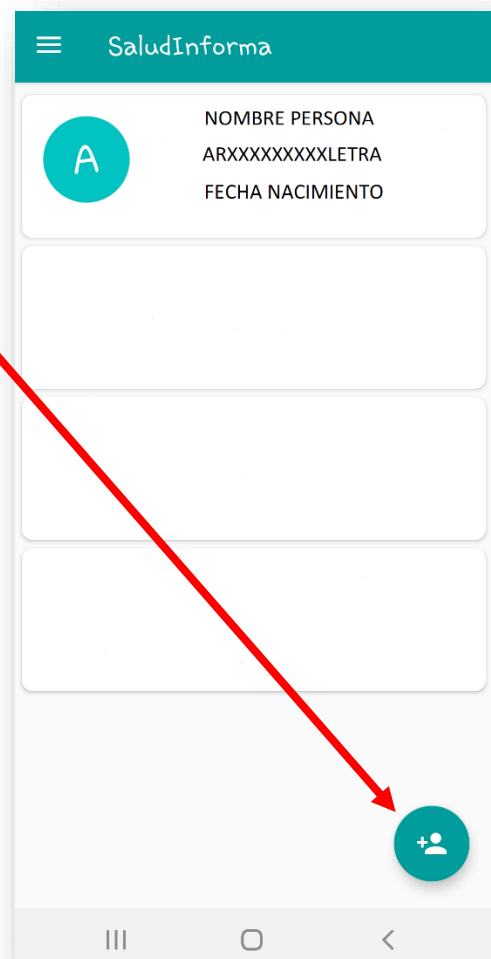 SaludInforma
A
NOMBRE PERSONA
ARXXXXXXXXXLETRA
FECHA NACIMIENTO